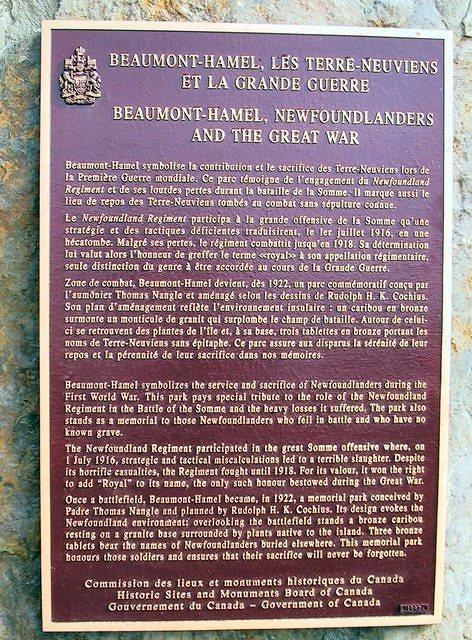 BEAUMONT-HAMEL, LES TERRE-NEUVIENS
ET LA GRANDE GUERRE
BEAUMONT-HAMEL, NEWFOUNDLANDERS
AND THE GREAT WAR
Beaumont-Hamel symbolise la contribution et le sacrifice des Terre-Neuviens lors de
la Première Guerre mondiale. Ce parc témoigne de l'engagement du Newfoundland
Regiment et de ses lourdes pertes durant la bataille de la Somme. Il marque aussi le
lieu de repos des Terre-Neuviens tombés au combat sans sépulture connue.
Le Newfoundland Regiment participa à la grande offensive de la Somme qu'une
stratégie et des tactiques déficientes traduisirent, le 1er juillet 1916, en une
hécatombe. Malgré ses pertes, le régiment combattit jusqu'en 1918. Sa détermination
lui valut alors l'honneur de greffer le terme «royal» à son appellation régimentaire,
seule distinction du genre à être accordée au cours de la Grande Guerre.
Zone de combat, Beaumont-Hamel devient, dès 1922, un parc commémoratif conçu par
l'aumônier Thomas Nangle et aménagé selon les dessins de Rudolph H. K. Cochius.
Son plan d'aménagement reflète l'environnement insulaire : un caribou en bronze
surmonte un monticule de granit qui surplombe le champ de bataille. Autour de celui-
ci se retrouvent des plantes de l'île et, à sa base, trois tablettes en bronze portant les
noms de Terre-Neuviens sans épitaphe. Ce parc assure aux disparus la sérénité de leur
repos et la pérennité de leur sacrifice dans nos mémoires.
Beaumont-Hamel symbolizes the service and sacrifice of Newfoundlanders during the
First World War. This park pays special tribute to the role of the Newfoundland
Regiment in the Battle of the Somme and the heavy losses it suffered. The park also
stands as a memorial to those Newfoundlanders who fell in battle and who have no
known grave.
The Newfoundland Regiment participated in the great Somme offensive where, on
1 July 1916, strategic and tactical miscalculations led to a terrible slaughter. Despite
its horrific casualties, the Regiment fought until 1918. For its valour, it won the right
to add "Royal" to its name, the only such honour bestowed during the Great War.
Once a battlefield, Beaumont-Hamel became, in 1922, a memorial park conceived by
Padre Thomas Nangle and planned by Rudolph H. K. Cochius. Its design evokes the
Newfoundland environment: overlooking the battlefield stands a bronze caribou
resting on a granite base surrounded by plants native to the island. Three bronze
tablets bear the names of Newfoundlanders buried elsewhere. This memorial park
honours those soldiers and ensures that their sacrifice will never be forgotten.
Commission des lieux et monuments historiques du Canada
Historic Sites and Monuments Board of Canada
Gouvernement du Canada – Government of Canada